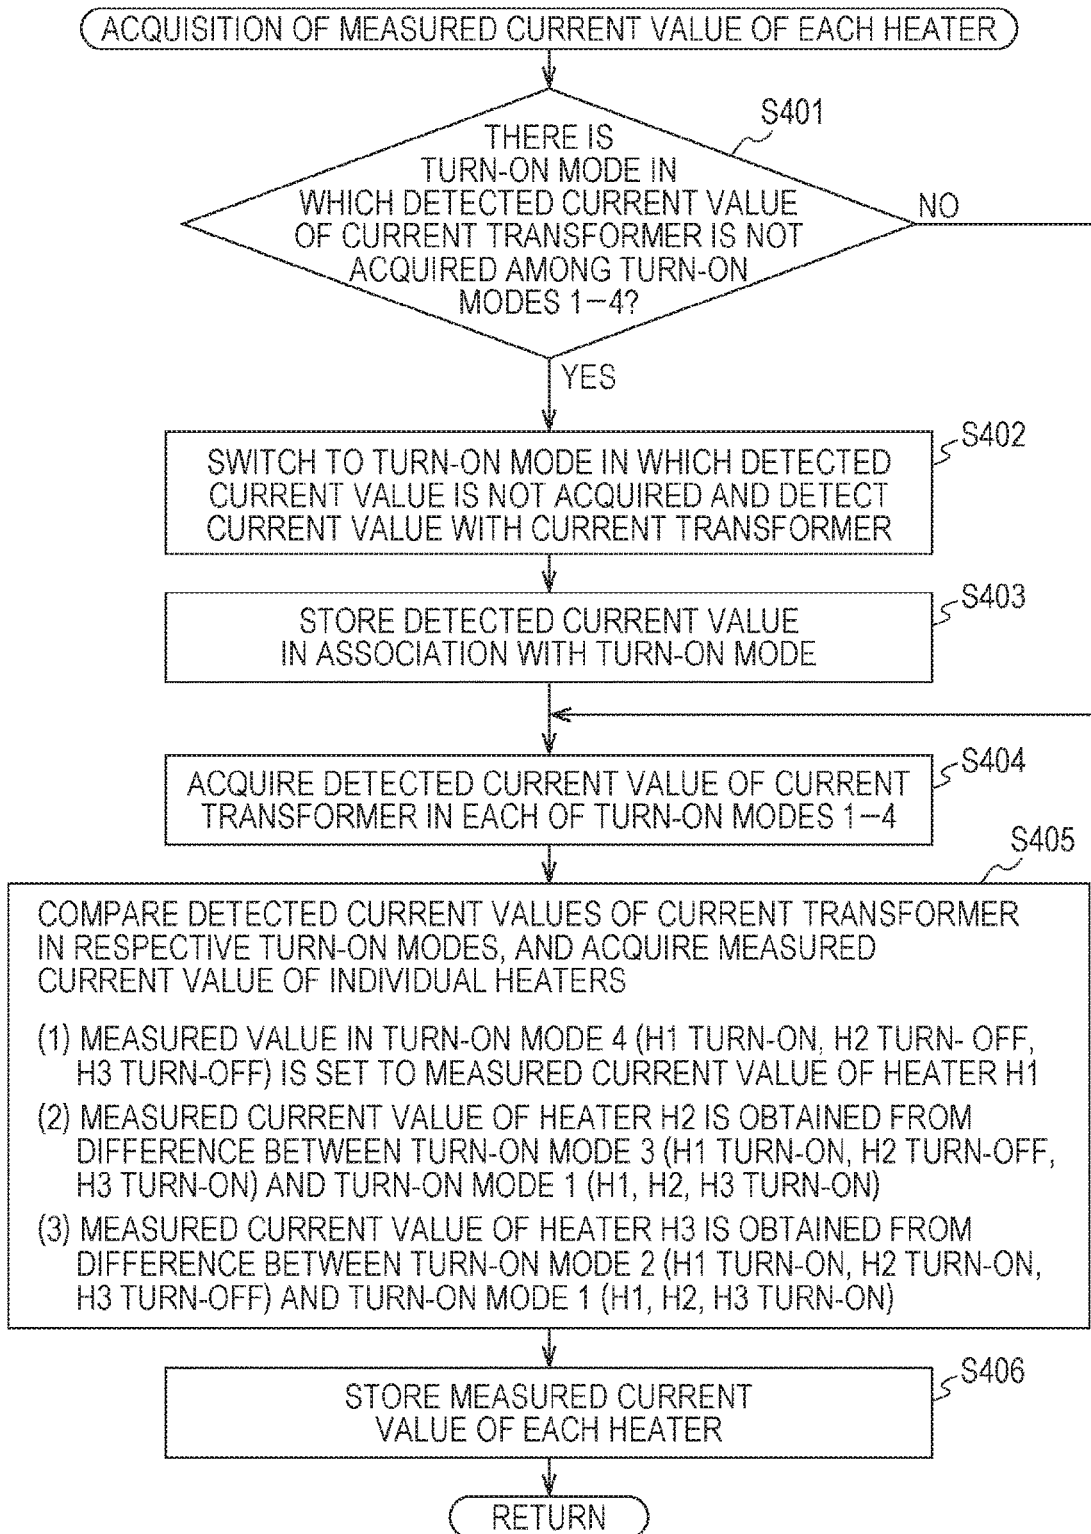 ACQUISITION OF MEASURED CURRENT VALUE OF EACH HEATER
S401
THERE IS
TURN-ON MODE IN
WHICH DETECTED CURRENT VALUE
OF CURRENT TRANSFORMER IS NOT
ACQUIRED AMONG TURN-ON
MODES 1-4?
NO
YES
S402
SWITCH TO TURN-ON MODE IN WHICH DETECTED
CURRENT VALUE IS NOT ACQUIRED AND DETECT
CURRENT VALUE WITH CURRENT TRANSFORMER
S403
STORE DETECTED CURRENT VALUE
IN ASSOCIATION WITH TURN-ON MODE
S404
ACQUIRE DETECTED CURRENT VALUE OF CURRENT
TRANSFORMER IN EACH OF TURN-ON MODES 1-4
S405
COMPARE DETECTED CURRENT VALUES OF CURRENT TRANSFORMER
IN RESPECTIVE TURN-ON MODES, AND ACQUIRE MEASURED
CURRENT VALUE OF INDIVIDUAL HEATERS
(1) MEASURED VALUE IN TURN-ON MODE 4 (H1 TURN-ON, H2 TURN- OFF,
H3 TURN-OFF) IS SET TO MEASURED CURRENT VALUE OF HEATER H1
(2) MEASURED CURRENT VALUE OF HEATER H2 IS OBTAINED FROM
DIFFERENCE BETWEEN TURN-ON MODE 3 (H1 TURN-ON, H2 TURN-OFF,
H3 TURN-ON) AND TURN-ON MODE 1 (H1, H2, H3 TURN-ON)
(3) MEASURED CURRENT VALUE OF HEATER H3 IS OBTAINED FROM
DIFFERENCE BETWEEN TURN-ON MODE 2 (H1 TURN-ON, H2 TURN-ON,
H3 TURN-OFF) AND TURN-ON MODE 1 (H1, H2, H3 TURN-ON)
S406
STORE MEASURED CURRENT
VALUE OF EACH HEATER
RETURN